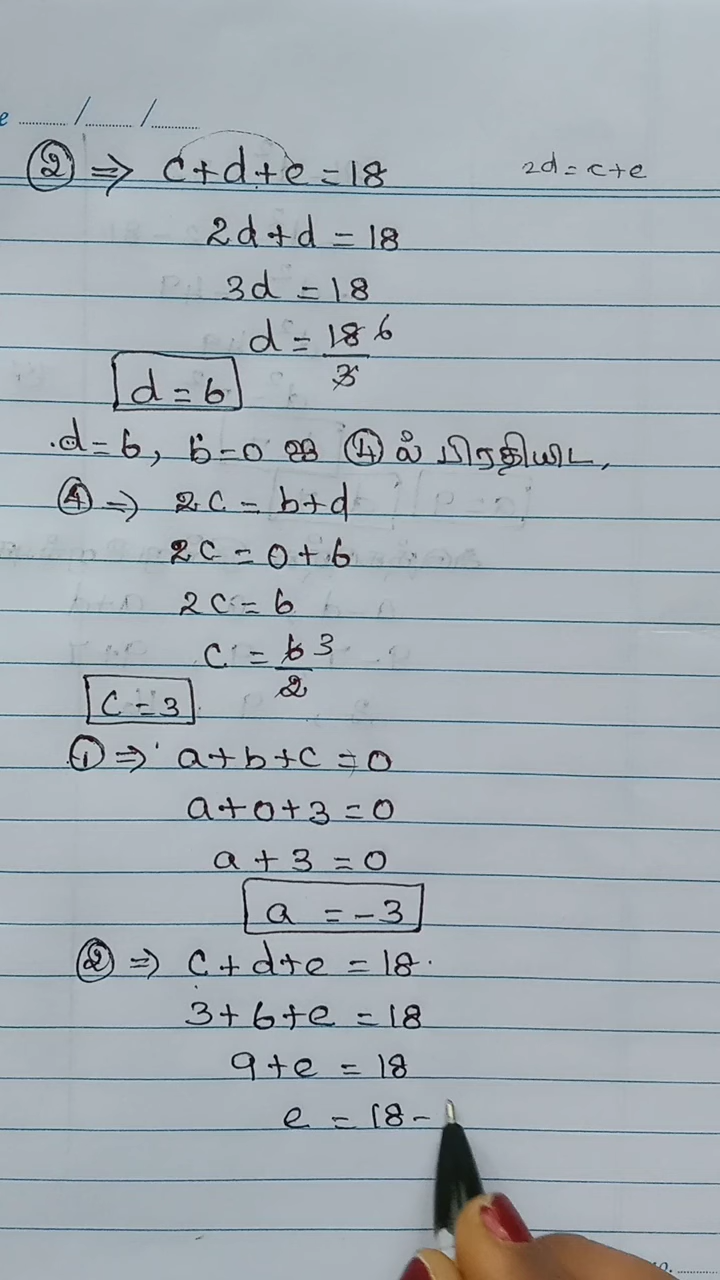 ② ⇒ c+d+e = 18
2d = c+e
2d+d = 18
3d = 18
d = 18 6 / 3
d = 6
d=6, b=0 ஐ ④ ல் பிரதியிட,
④ ⇒ 2c = b+d
2c = 0+6
2c = 6
c = 6 3 / 2
c = 3
① ⇒ a+b+c = 0
a+0+3 = 0
a + 3 = 0
a = -3
② ⇒ c+d+e = 18
3+6+e = 18
9+e = 18
e = 18 -